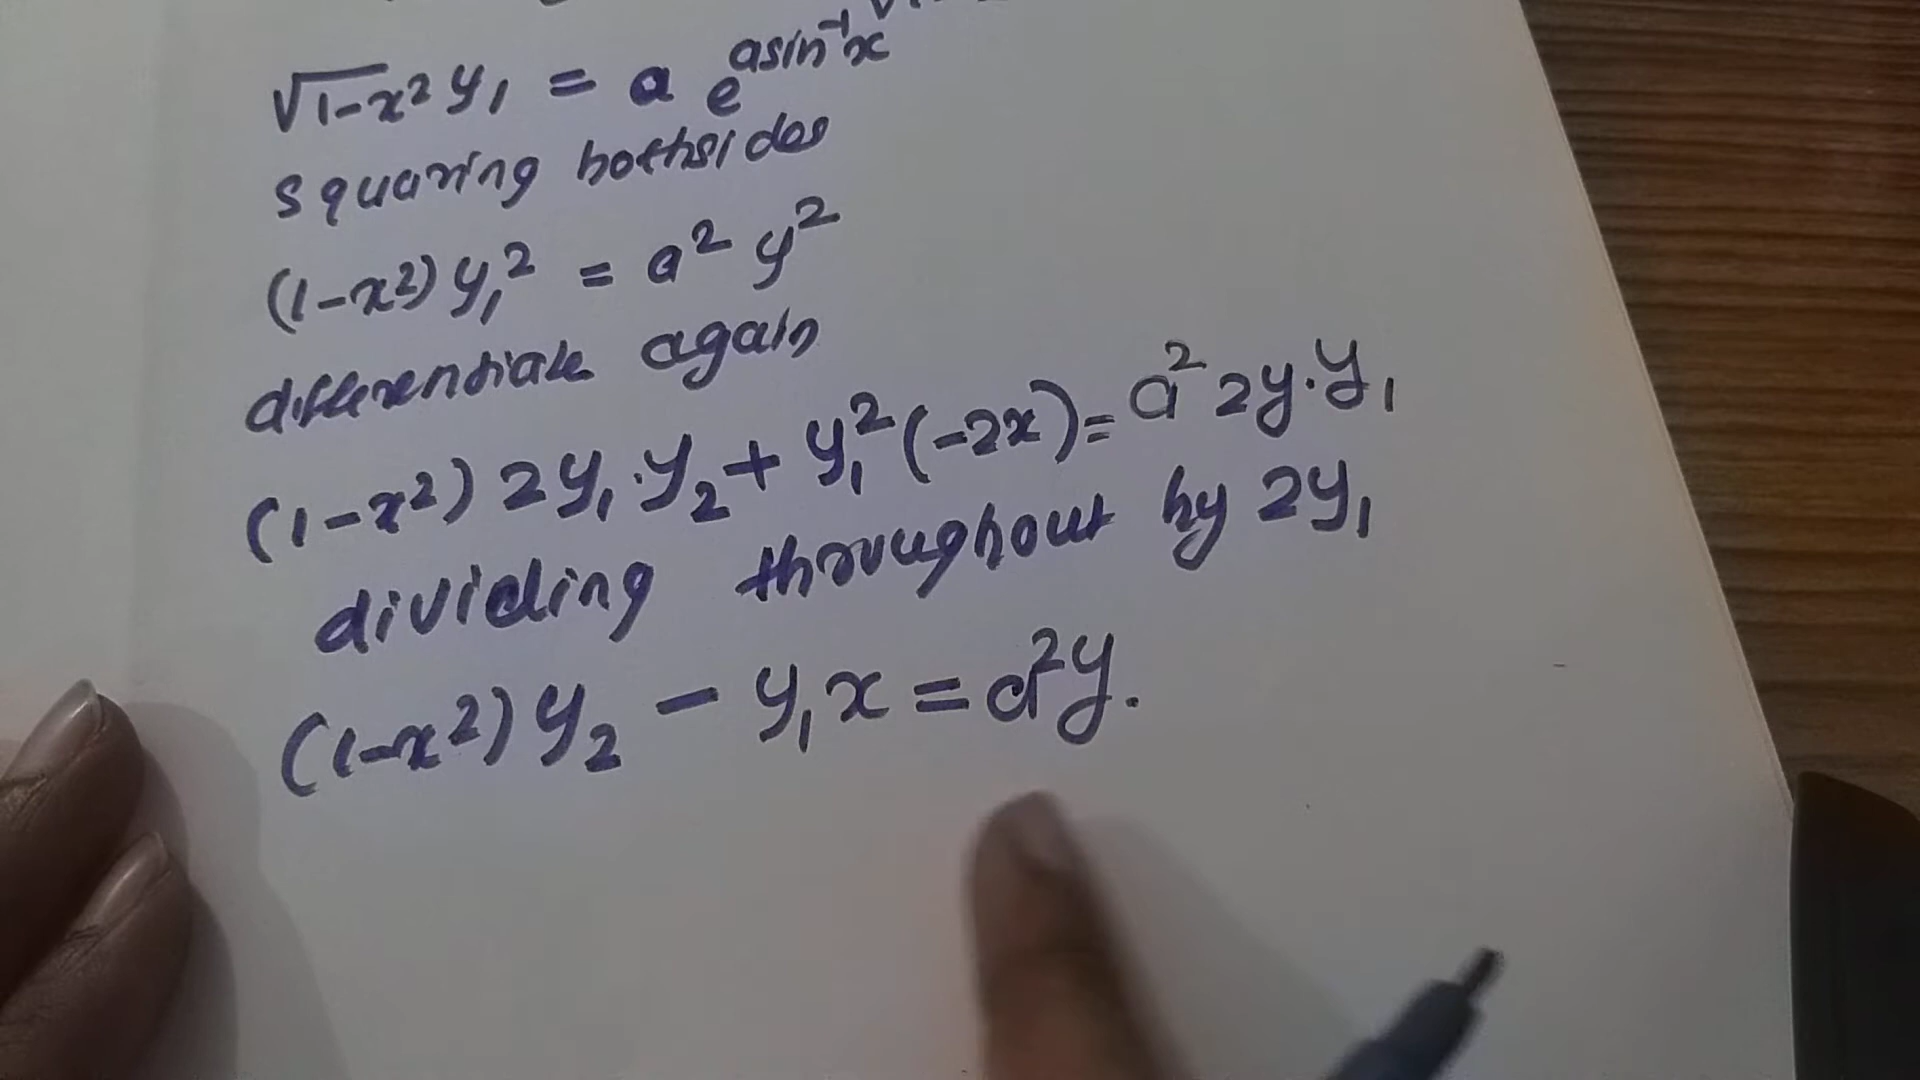 √1-x² y₁ = a e^asin⁻¹x
squaring bothsides
(1-x²) y₁² = a² y²
differentiate again
(1-x²) 2y₁·y₂ + y₁² (-2x) = a² 2y·y₁
dividing throughout by 2y₁
(1-x²) y₂ - y₁x = a²y.